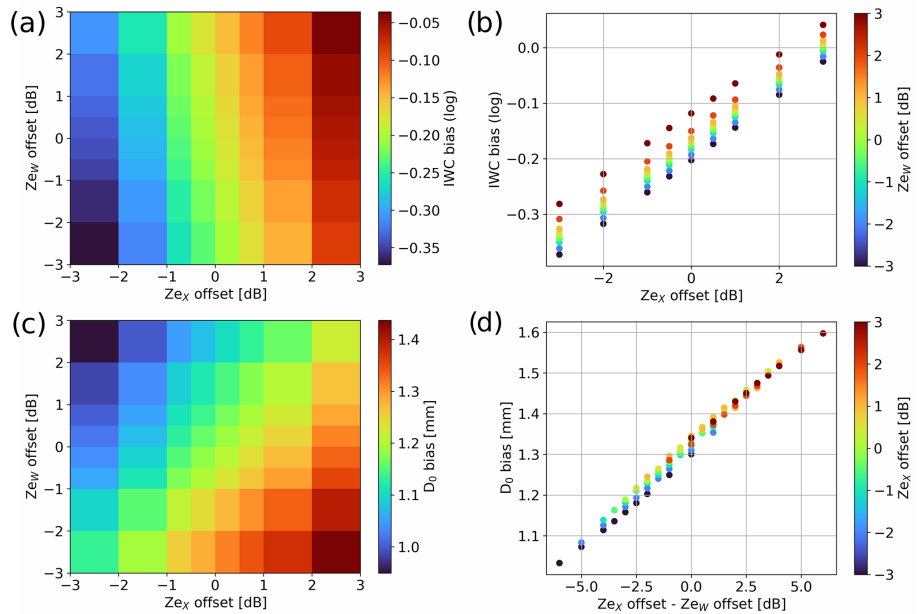 (a)
3
2
1
0
−1
−2
−3
Ze_W offset [dB]
−3 −2 −1 0 1 2 3
Ze_X offset [dB]
−0.05
−0.10
−0.15
−0.20
−0.25
−0.30
−0.35
IWC bias (log)
(b)
0.0
−0.1
−0.2
−0.3
IWC bias (log)
−2 0 2
Ze_X offset [dB]
3
2
1
0
−1
−2
−3
Ze_W offset [dB]
(c)
3
2
1
0
−1
−2
−3
Ze_W offset [dB]
−3 −2 −1 0 1 2 3
Ze_X offset [dB]
1.4
1.3
1.2
1.1
1.0
D_0 bias [mm]
(d)
1.6
1.5
1.4
1.3
1.2
1.1
D_0 bias [mm]
−5.0 −2.5 0.0 2.5 5.0
Ze_X offset - Ze_W offset [dB]
3
2
1
0
−1
−2
−3
Ze_X offset [dB]